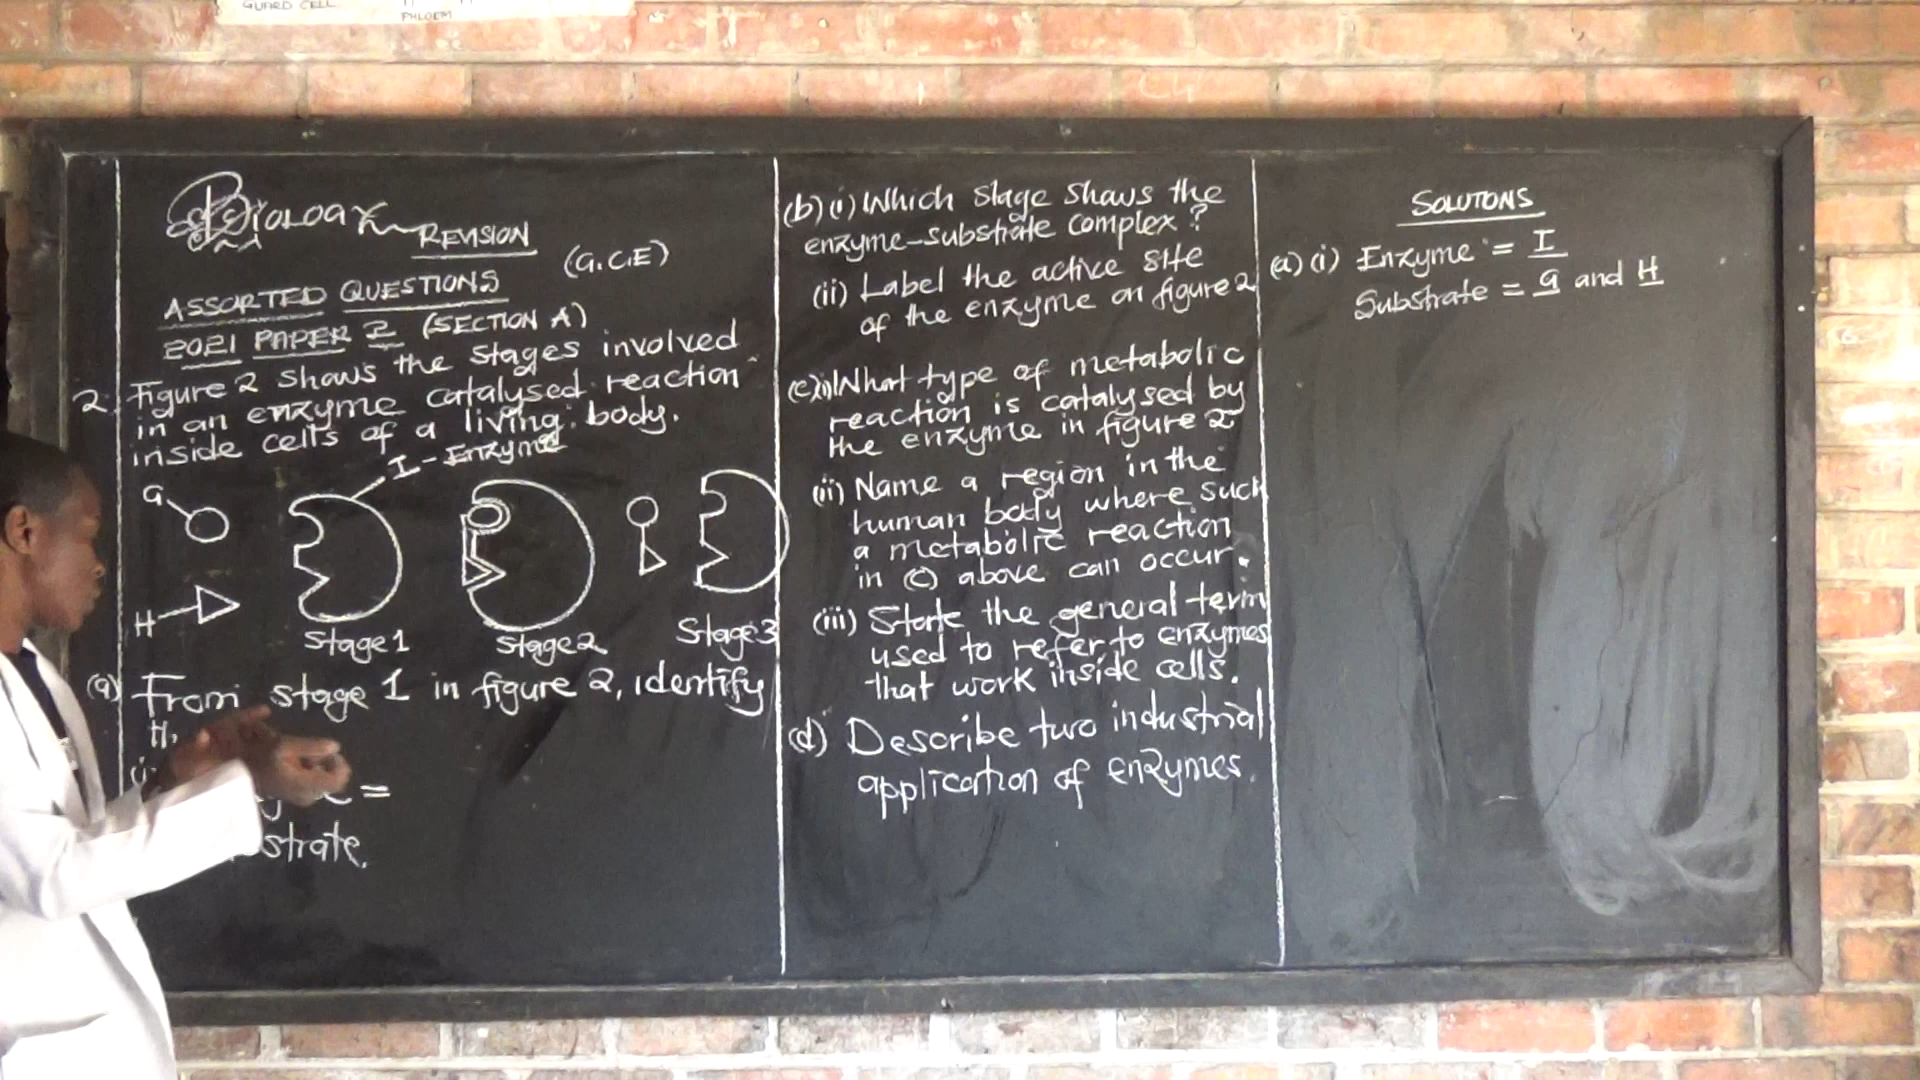 GUARD CELL
PHLOEM
BIOLOGY
REVISION
(G.C.E)
ASSORTED QUESTIONS
2021 PAPER 2 (SECTION A)
2. Figure 2 shows the stages involved
in an enzyme catalysed reaction
inside cells of a living body.
I - Enzyme
G
H
Stage 1
Stage 2
Stage 3
(a) From stage 1 in figure 2, identify
H,
(i)
=
strate.
(b) (i) Which stage shows the
enzyme-substrate complex?
(ii) Label the active site
of the enzyme on figure 2
(c) (i) What type of metabolic
reaction is catalysed by
the enzyme in figure 2
(ii) Name a region in the
human body where such
a metabolic reaction
in (c) above can occur.
(iii) State the general term
used to refer to enzymes
that work inside cells.
(d) Describe two industrial
application of enzymes.
SOLUTONS
(a) (i) Enzyme = I
Substrate = G and H